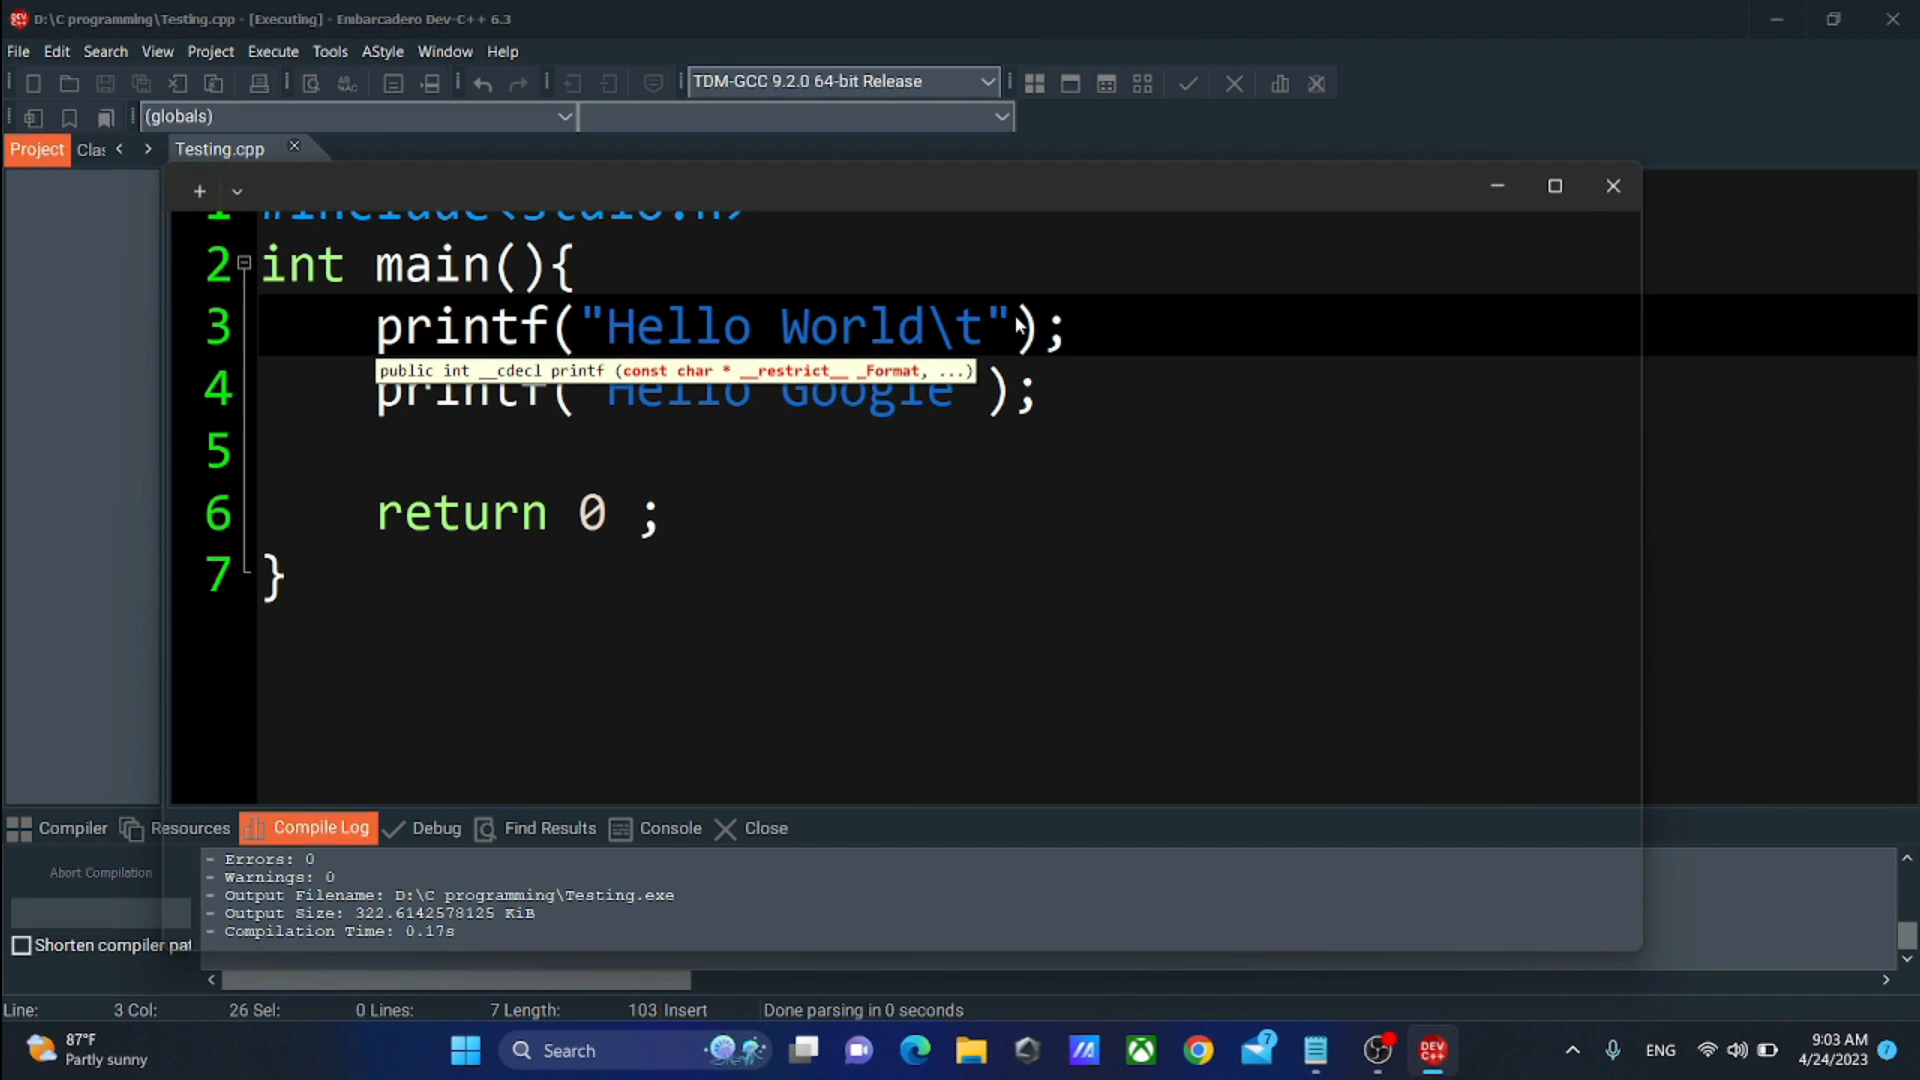 D:\C programming\Testing.cpp - [Executing] - Embarcadero Dev-C++ 6.3
File Edit Search View Project Execute Tools AStyle Window Help
TDM-GCC 9.2.0 64-bit Release
(globals)
Project Clas Testing.cpp
1 #include<stdio.h>
2 int main(){
3 printf("Hello World\t");
public int __cdecl printf (const char * __restrict__ _Format, ...)
4 printf("Hello Google");
5
6 return 0 ;
7 }
Compiler Resources Compile Log Debug Find Results Console Close
Abort Compilation
Shorten compiler pat
- Errors: 0
- Warnings: 0
- Output Filename: D:\C programming\Testing.exe
- Output Size: 322.6142578125 KiB
- Compilation Time: 0.17s
Line: 3 Col: 26 Sel: 0 Lines: 7 Length: 103 Insert Done parsing in 0 seconds
87°F
Partly sunny
Search
7
DEV C++
ENG
9:03 AM
4/24/2023
7